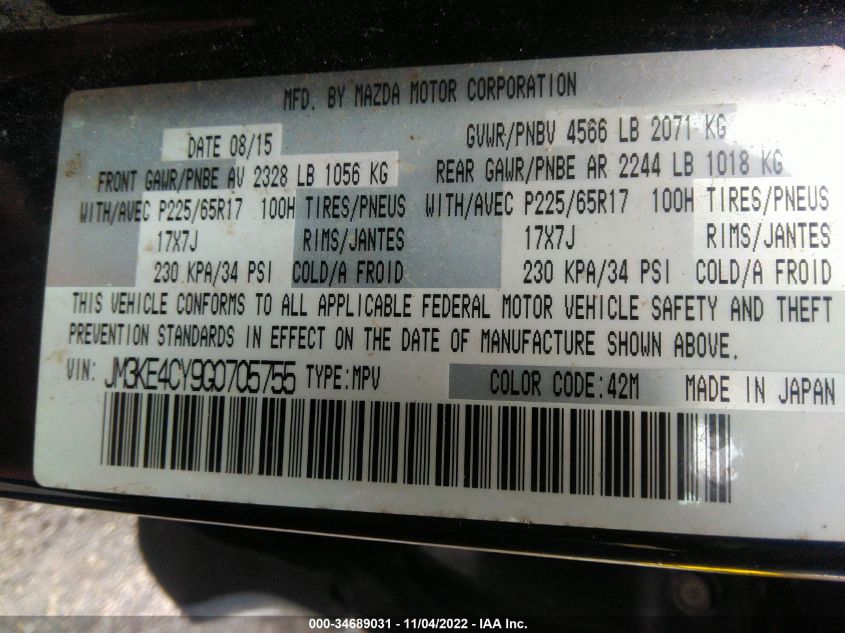 MFD. BY MAZDA MOTOR CORPORATION
DATE 08/15 GVWR/PNBV 4566 LB 2071 KG
FRONT GAWR/PNBE AV 2328 LB 1056 KG REAR GAWR/PNBE AR 2244 LB 1018 KG
WITH/AVEC P225/65R17 100H TIRES/PNEUS WITH/AVEC P225/65R17 100H TIRES/PNEUS
17X7J RIMS/JANTES 17X7J RIMS/JANTES
230 KPA/34 PSI COLD/A FROID 230 KPA/34 PSI COLD/A FROID
THIS VEHICLE CONFORMS TO ALL APPLICABLE FEDERAL MOTOR VEHICLE SAFETY AND THEFT
PREVENTION STANDARDS IN EFFECT ON THE DATE OF MANUFACTURE SHOWN ABOVE.
VIN: JM3KE4CY9G0705755 TYPE:MPV COLOR CODE:42M MADE IN JAPAN
000-34689031 - 11/04/2022 - IAA Inc.